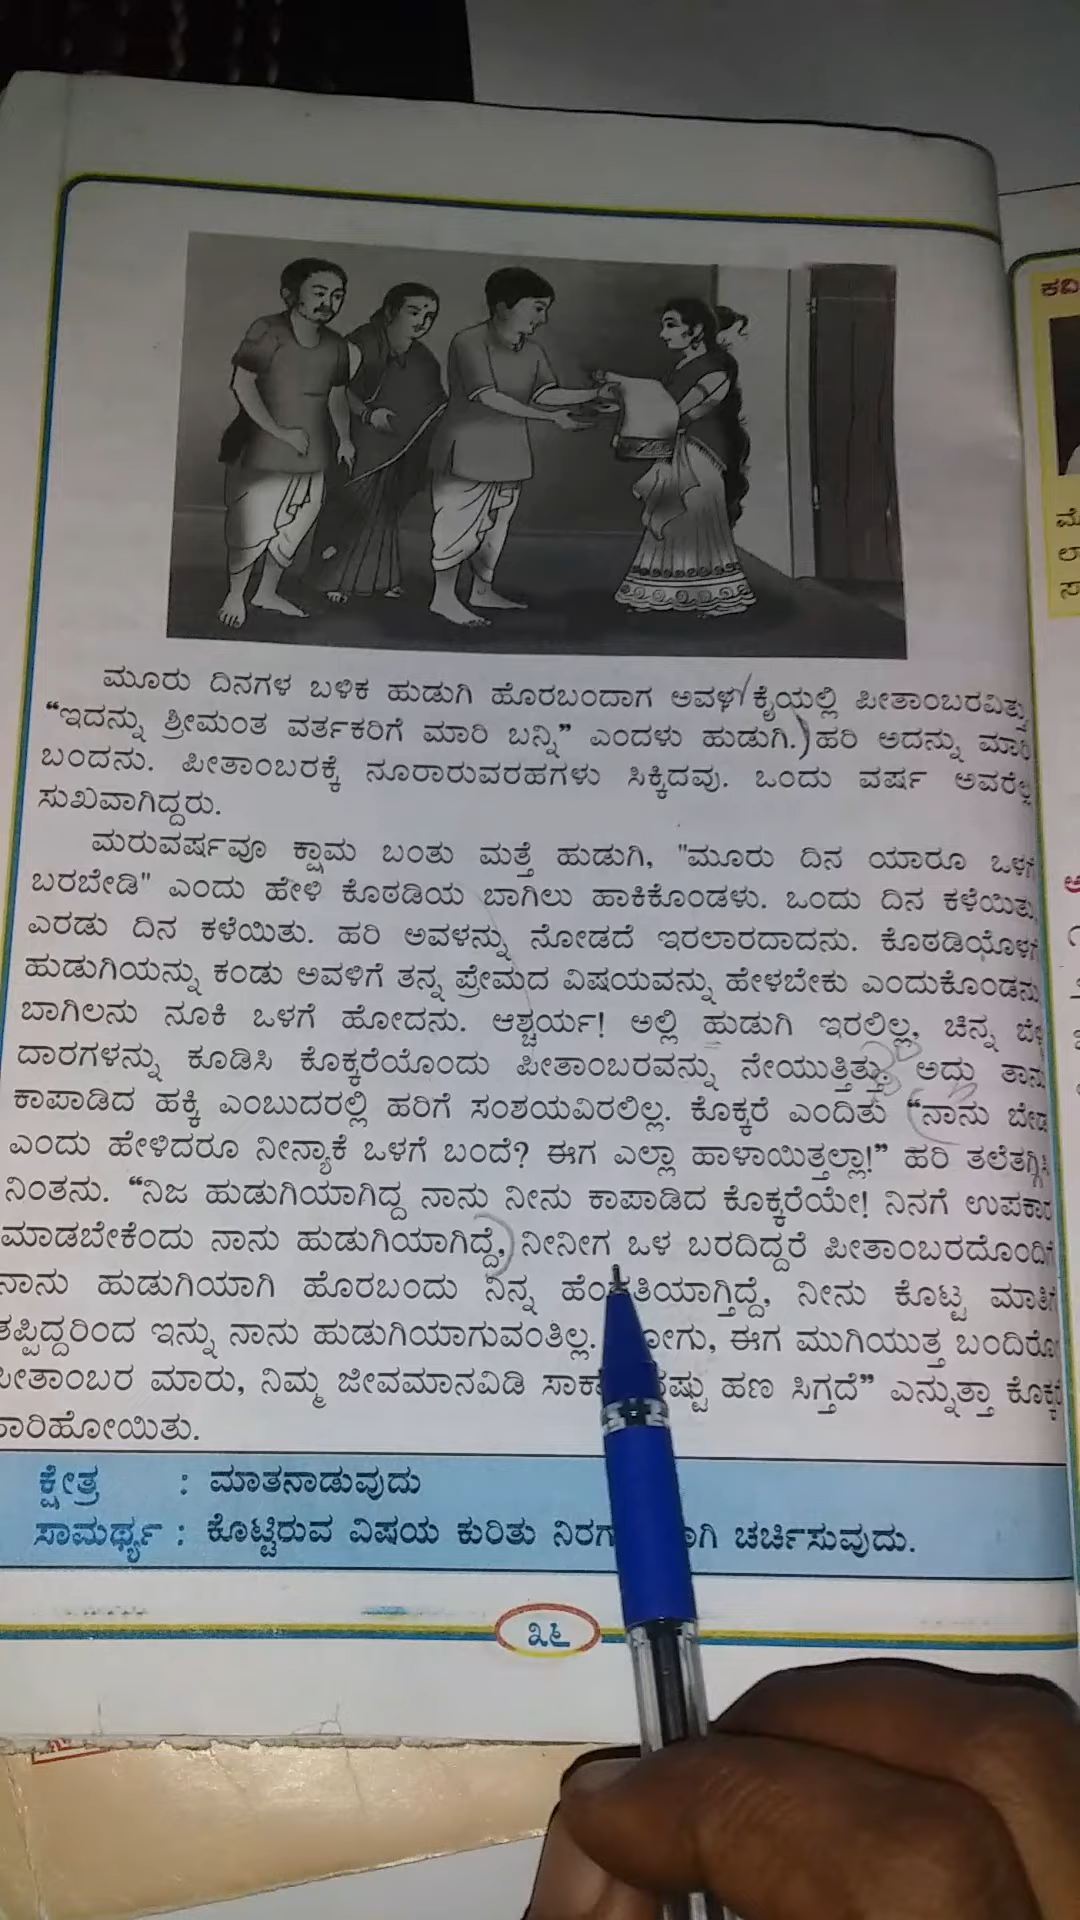 ಮೂರು ದಿನಗಳ ಬಳಿಕ ಹುಡುಗಿ ಹೊರಬಂದಾಗ ಅವಳ ಕೈಯಲ್ಲಿ ಪೀತಾಂಬರವಿತ್ತು
“ಇದನ್ನು ಶ್ರೀಮಂತ ವರ್ತಕರಿಗೆ ಮಾರಿ ಬನ್ನಿ” ಎಂದಳು ಹುಡುಗಿ. ಹರಿ ಅದನ್ನು ಮಾರಿ
ಬಂದನು. ಪೀತಾಂಬರಕ್ಕೆ ನೂರಾರುವರಹಗಳು ಸಿಕ್ಕಿದವು. ಒಂದು ವರ್ಷ
ಸುಖವಾಗಿದ್ದರು.
ಮರುವರ್ಷವೂ ಕ್ಷಾಮ ಬಂತು ಮತ್ತೆ ಹುಡುಗಿ, "ಮೂರು ದಿನ ಯಾರೂ ಒಳಗೆ
ಬರಬೇಡಿ" ಎಂದು ಹೇಳಿ ಕೊಠಡಿಯ ಬಾಗಿಲು ಹಾಕಿಕೊಂಡಳು. ಒಂದು ದಿನ ಕಳೆಯಿತು
ಎರಡು ದಿನ ಕಳೆಯಿತು. ಹರಿ ಅವಳನ್ನು ನೋಡದೆ ಇರಲಾರದಾದನು. ಕೊಠಡಿಯೊಳಗೆ
ಹುಡುಗಿಯನ್ನು ಕಂಡು ಅವಳಿಗೆ ತನ್ನ ಪ್ರೇಮದ ವಿಷಯವನ್ನು ಹೇಳಬೇಕು ಎಂದುಕೊಂಡನು
ಬಾಗಿಲನು ನೂಕಿ ಒಳಗೆ ಹೋದನು. ಆಶ್ಚರ್ಯ! ಅಲ್ಲಿ ಹುಡುಗಿ ಇರಲಿಲ್ಲ, ಚಿನ್ನ
ದಾರಗಳನ್ನು ಕೂಡಿಸಿ ಕೊಕ್ಕರೆಯೊಂದು ಪೀತಾಂಬರವನ್ನು ನೇಯುತ್ತಿತ್ತು. ಅದು ತಾನು
ಕಾಪಾಡಿದ ಹಕ್ಕಿ ಎಂಬುದರಲ್ಲಿ ಹರಿಗೆ ಸಂಶಯವಿರಲಿಲ್ಲ. ಕೊಕ್ಕರೆ ಎಂದಿತು “ನಾನು ಬೇಡ
ಎಂದು ಹೇಳಿದರೂ ನೀನ್ಯಾಕೆ ಒಳಗೆ ಬಂದೆ? ಈಗ ಎಲ್ಲಾ ಹಾಳಾಯಿತ್ತಲ್ಲಾ!” ಹರಿ ತಲೆತಗ್ಗಿಸಿ
ನಿಂತನು. “ನಿಜ ಹುಡುಗಿಯಾಗಿದ್ದ ನಾನು ನೀನು ಕಾಪಾಡಿದ ಕೊಕ್ಕರೆಯೇ! ನಿನಗೆ ಉಪಕಾರ
ಮಾಡಬೇಕೆಂದು ನಾನು ಹುಡುಗಿಯಾಗಿದ್ದೆ, ನೀನೀಗ ಒಳ ಬರದಿದ್ದರೆ ಪೀತಾಂಬರದೊಂದಿಗೆ
ನಾನು ಹುಡುಗಿಯಾಗಿ ಹೊರಬಂದು ನಿನ್ನ ಹೆಂಡತಿಯಾಗ್ತಿದ್ದೆ, ನೀನು ಕೊಟ್ಟ ಮಾತಿಗೆ
ತಪ್ಪಿದ್ದರಿಂದ ಇನ್ನು ನಾನು ಹುಡುಗಿಯಾಗುವಂತಿಲ್ಲ. ಹೋಗು, ಈಗ ಮುಗಿಯುತ್ತ ಬಂದಿರೋ
ಪೀತಾಂಬರ ಮಾರು, ನಿಮ್ಮ ಜೀವಮಾನವಿಡಿ ಹಣ ಸಿಗ್ತದೆ” ಎನ್ನುತ್ತಾ ಕೊಕ್ಕರೆ
ಹಾರಿಹೋಯಿತು.
ಕ್ಷೇತ್ರ : ಮಾತನಾಡುವುದು
ಸಾಮರ್ಥ್ಯ : ಕೊಟ್ಟಿರುವ ವಿಷಯ ಕುರಿತು ಚರ್ಚಿಸುವುದು.
೩೬